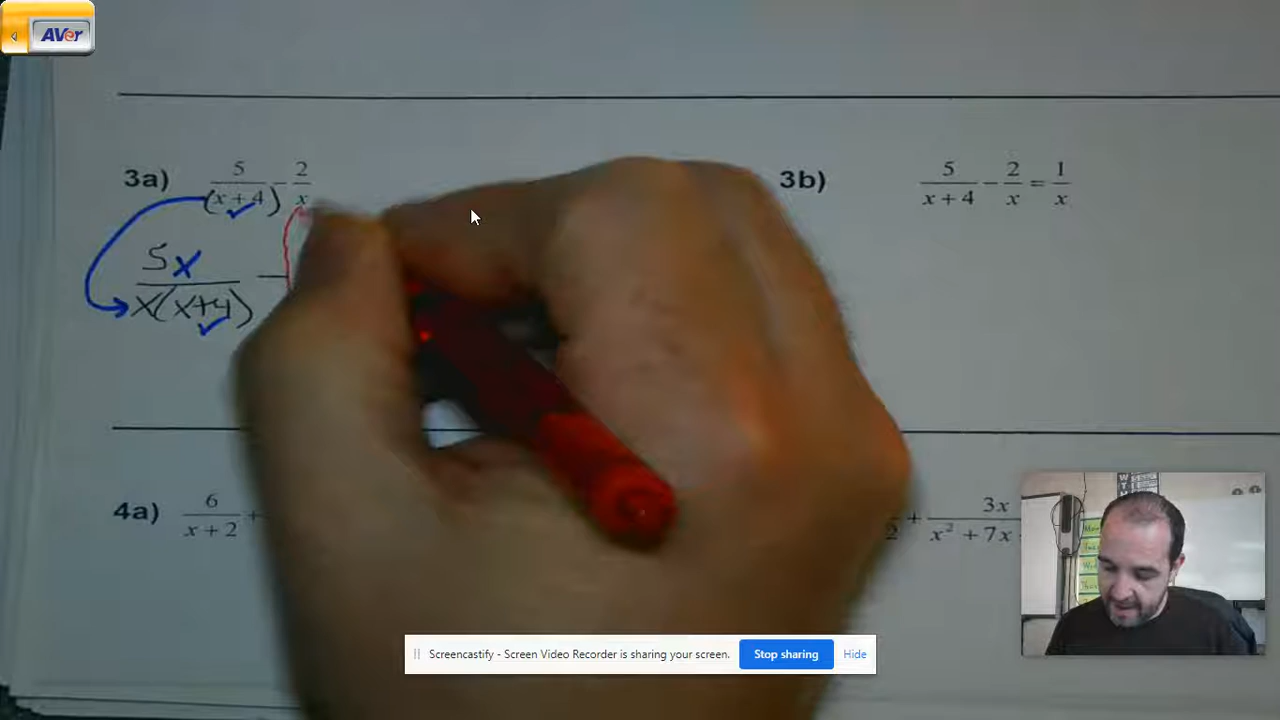 AVer
3a) 5/(x + 4) - 2/x
5x/x(x+4) -
3b) 5/x + 4 - 2/x = 1/x
4a) 6/x + 2 +
+ 3x/x² + 7x
Screencastify - Screen Video Recorder is sharing your screen. Stop sharing Hide